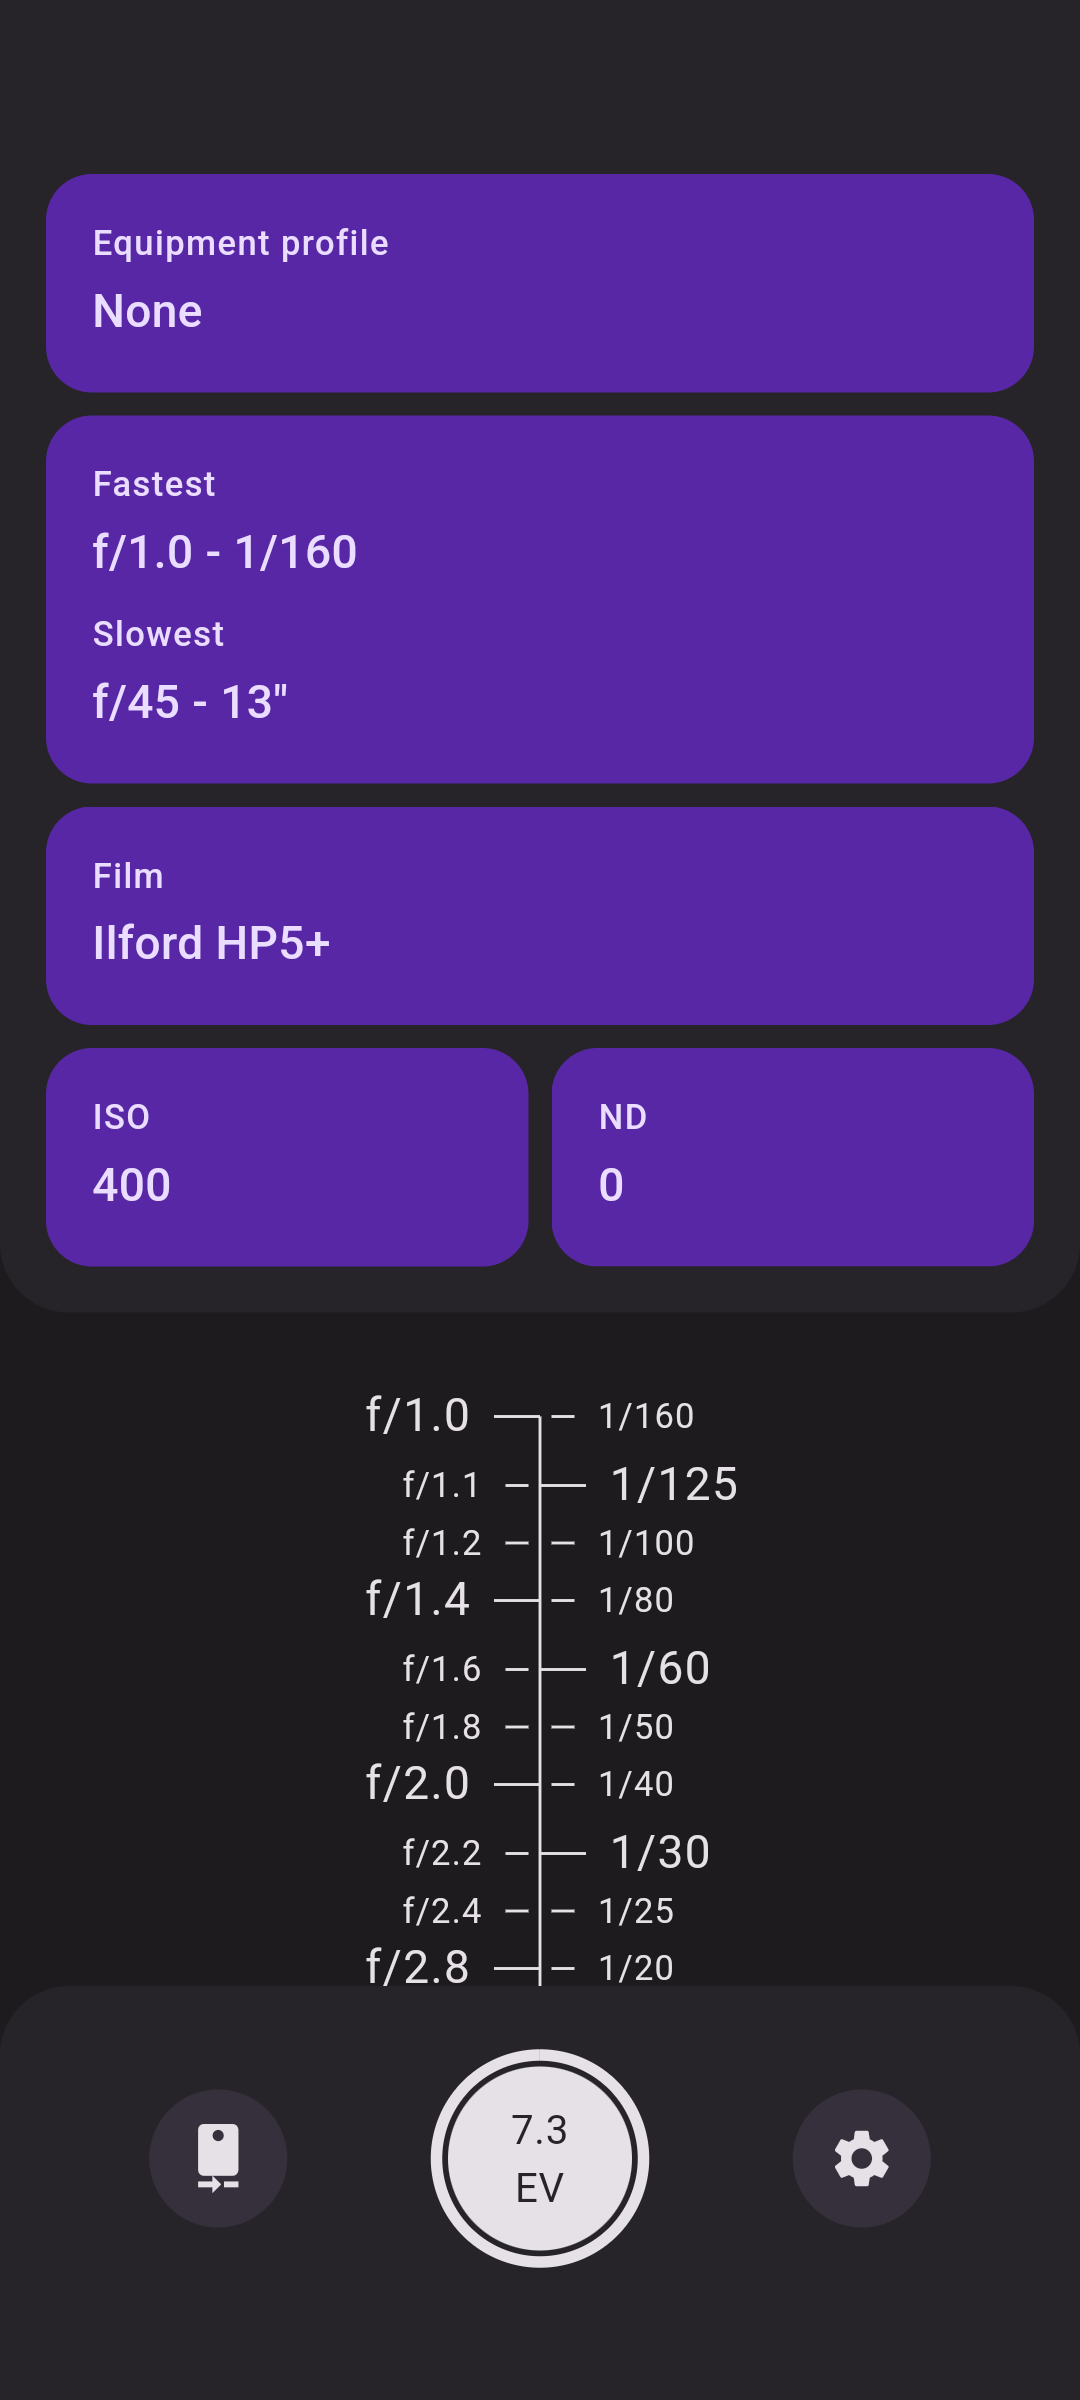 Equipment profile
None
Fastest
f/1.0 - 1/160
Slowest
f/45 - 13"
Film
Ilford HP5+
ISO
400
ND
0
f/1.0 1/160
f/1.1 1/125
f/1.2 1/100
f/1.4 1/80
f/1.6 1/60
f/1.8 1/50
f/2.0 1/40
f/2.2 1/30
f/2.4 1/25
f/2.8 1/20
7.3
EV